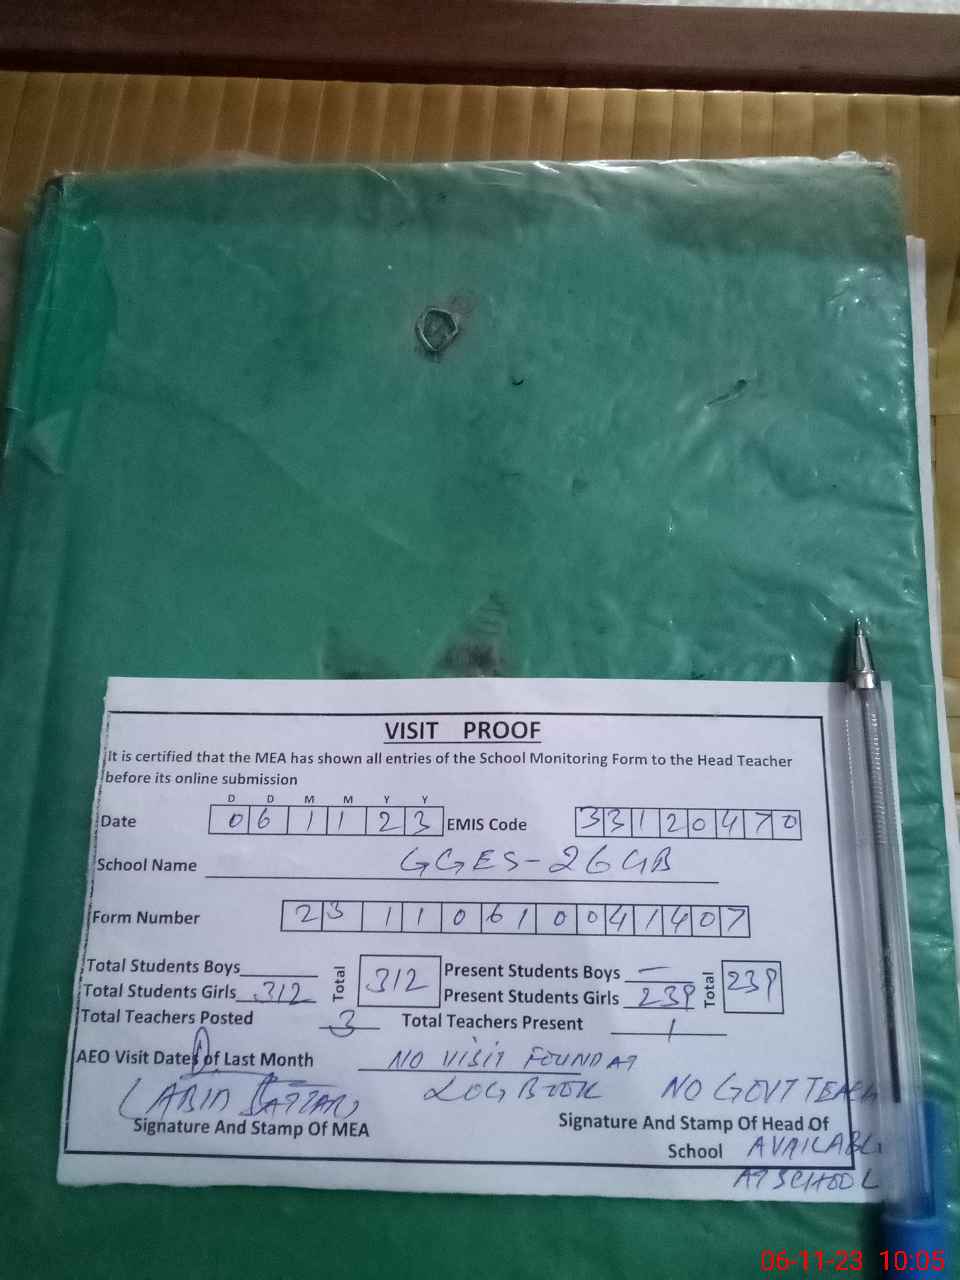 VISIT PROOF
It is certified that the MEA has shown all entries of the School Monitoring Form to the Head Teacher
before its online submission
D D M M Y Y
Date 0 6 1 1 2 3 EMIS Code 3 3 1 2 0 4 7 0
School Name GGES-26GB
Form Number 2 3 1 1 0 6 1 0 0 4 1 4 0 7
Total Students Boys Total 312 Present Students Boys – Total 239
Total Students Girls 312 Present Students Girls 239
Total Teachers Posted 3 Total Teachers Present 1
AEO Visit Dates of Last Month NO VISIT FOUND AT
LOG BOOK NO GOVT TEACH
Signature And Stamp Of MEA Signature And Stamp Of Head Of
School AVAILABL
AT SCHOOL
06-11-23 10:05